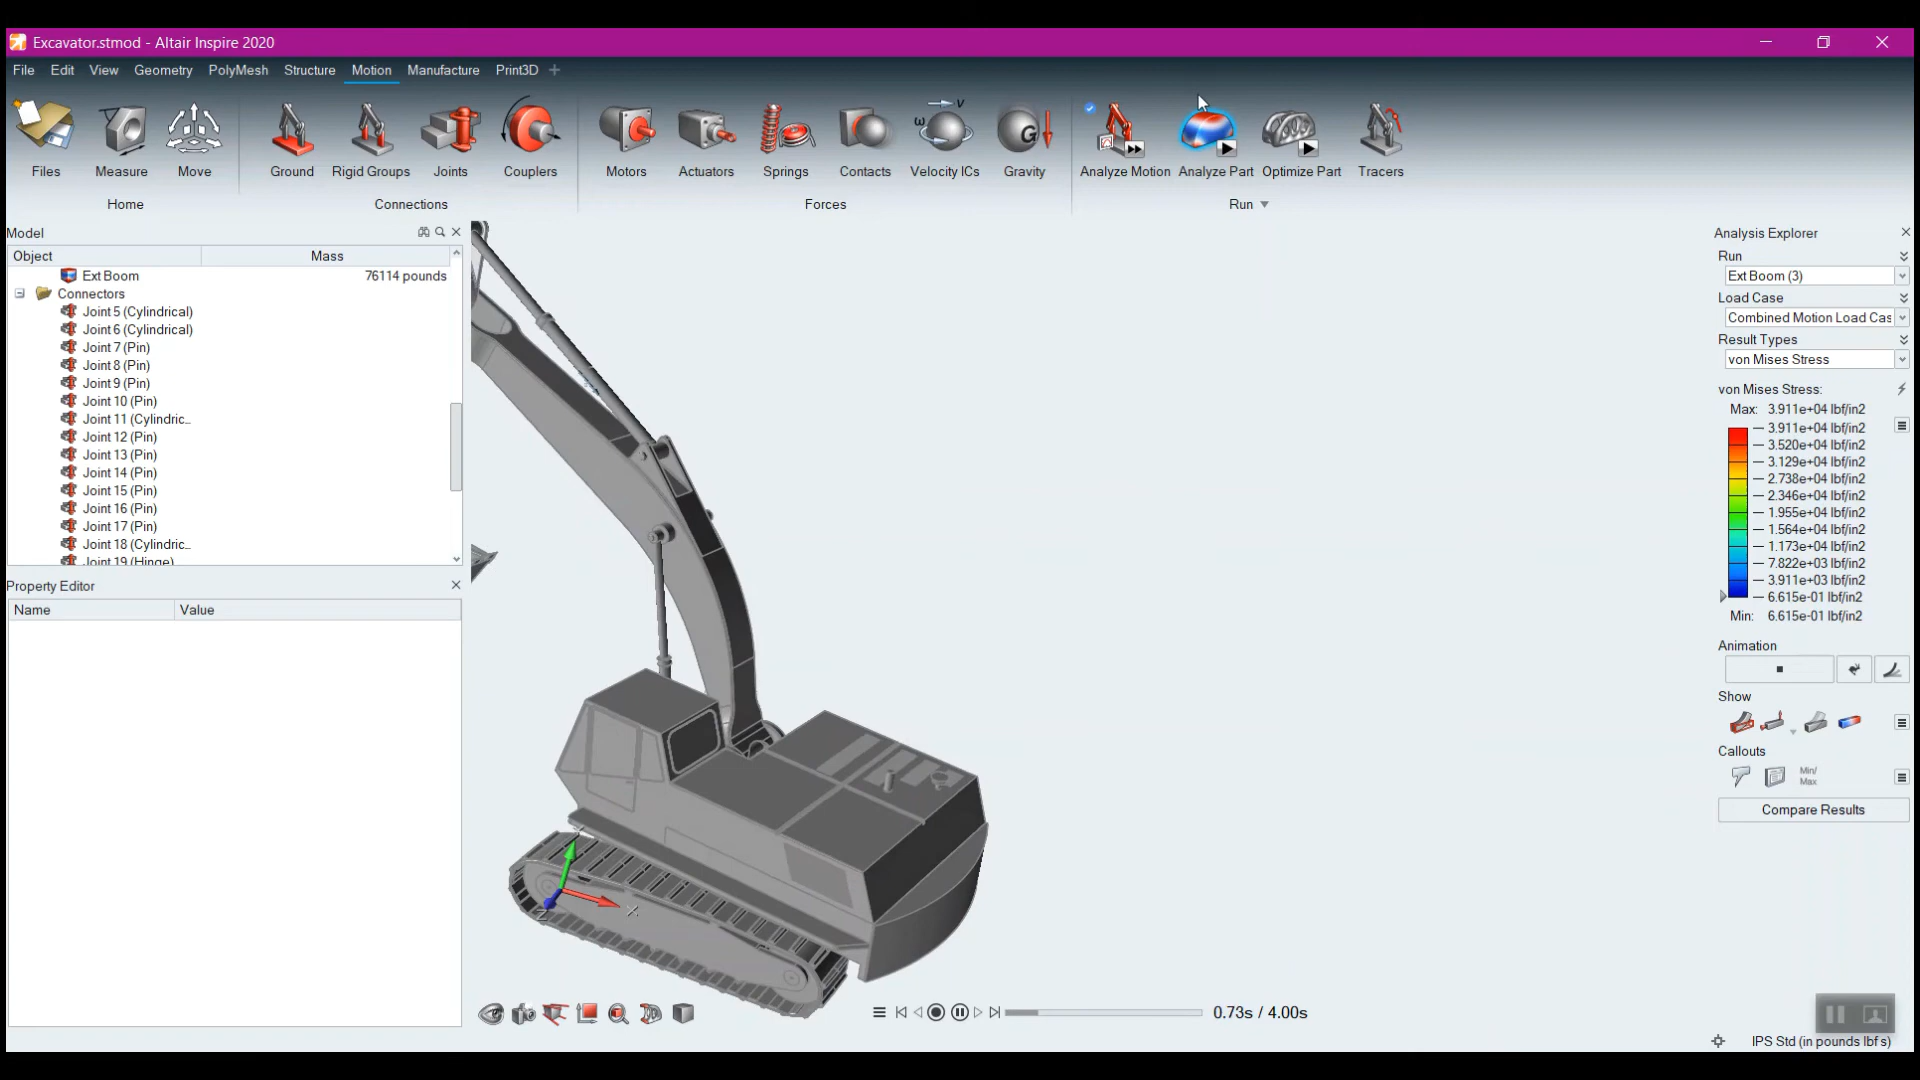 Excavator.stmod - Altair Inspire 2020
File Edit View Geometry PolyMesh Structure Motion Manufacture Print3D +
Files Measure Move Ground Rigid Groups Joints Couplers Motors Actuators Springs Contacts Velocity ICs Gravity Analyze Motion Analyze Part Optimize Part Tracers
Home Connections Forces Run
Model
Object Mass
Ext Boom 76114 pounds
Connectors
Joint 5 (Cylindrical)
Joint 6 (Cylindrical)
Joint 7 (Pin)
Joint 8 (Pin)
Joint 9 (Pin)
Joint 10 (Pin)
Joint 11 (Cylindric...
Joint 12 (Pin)
Joint 13 (Pin)
Joint 14 (Pin)
Joint 15 (Pin)
Joint 16 (Pin)
Joint 17 (Pin)
Joint 18 (Cylindric...
Joint 19 (Hinge)
Property Editor
Name Value
Z
X
0.73s / 4.00s
Analysis Explorer
Run
Ext Boom (3)
Load Case
Combined Motion Load Cas
Result Types
von Mises Stress
von Mises Stress:
Max: 3.911e+04 lbf/in2
3.911e+04 lbf/in2
3.520e+04 lbf/in2
3.129e+04 lbf/in2
2.738e+04 lbf/in2
2.346e+04 lbf/in2
1.955e+04 lbf/in2
1.564e+04 lbf/in2
1.173e+04 lbf/in2
7.822e+03 lbf/in2
3.911e+03 lbf/in2
6.615e-01 lbf/in2
Min: 6.615e-01 lbf/in2
Animation
Show
Callouts
Min/
Max
Compare Results
IPS Std (in pounds lbf s)